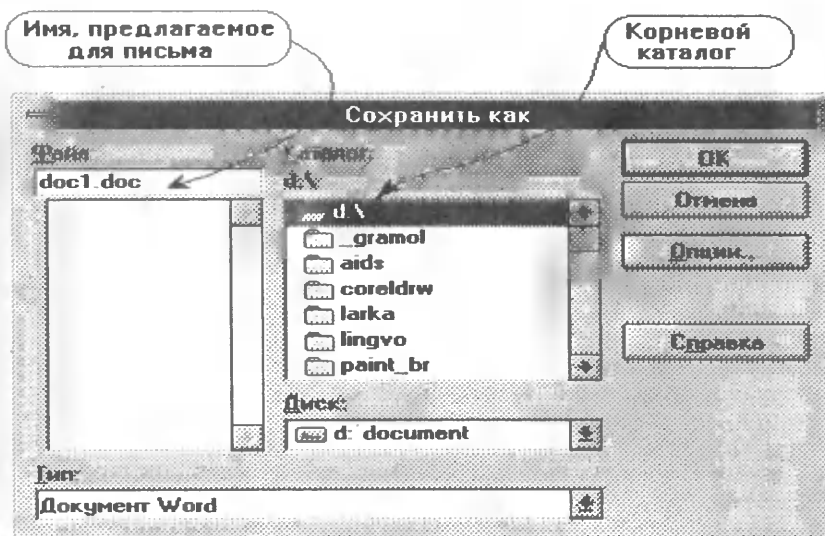 Имя, предлагаемое
для письма
Корневой
каталог
Сохранить как
Файл
Каталог:
OK
doc1.doc
d:\
Отмена
d:\
_gramol
Опции..
aids
coreldrw
larka
lingvo
Справка
paint_br
Диск:
d: document
Тип:
Документ Word